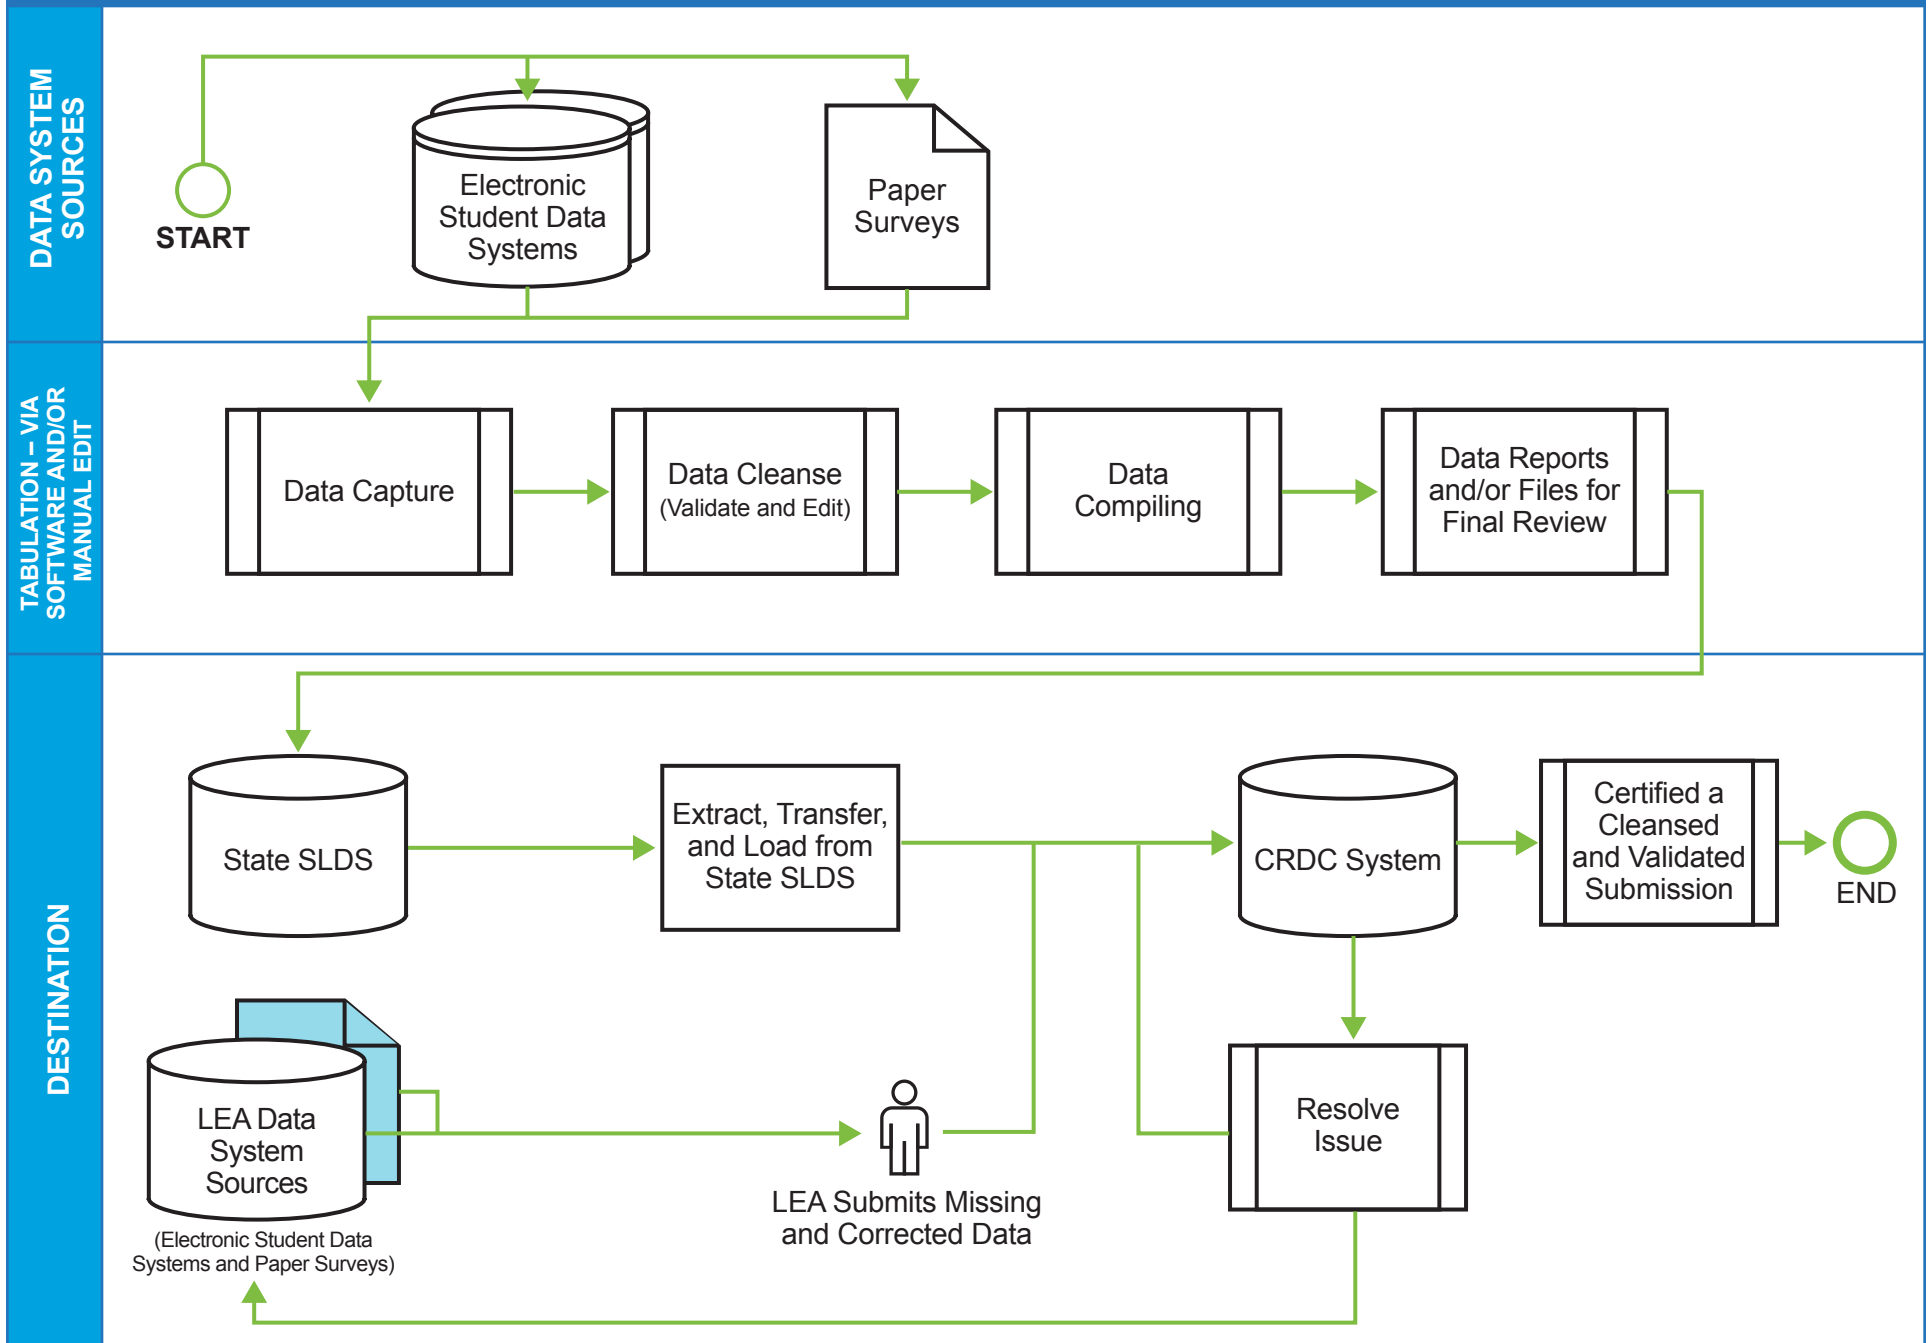 DATA SYSTEM
SOURCES
START
Electronic
Student Data
Systems
Paper
Surveys
TABULATION – VIA
SOFTWARE AND/OR
MANUAL EDIT
Data Capture
Data Cleanse
(Validate and Edit)
Data
Compiling
Data Reports
and/or Files for
Final Review
DESTINATION
State SLDS
Extract, Transfer,
and Load from
State SLDS
CRDC System
Certified a
Cleansed
and Validated
Submission
END
LEA Data
System
Sources
(Electronic Student Data
Systems and Paper Surveys)
LEA Submits Missing
and Corrected Data
Resolve
Issue